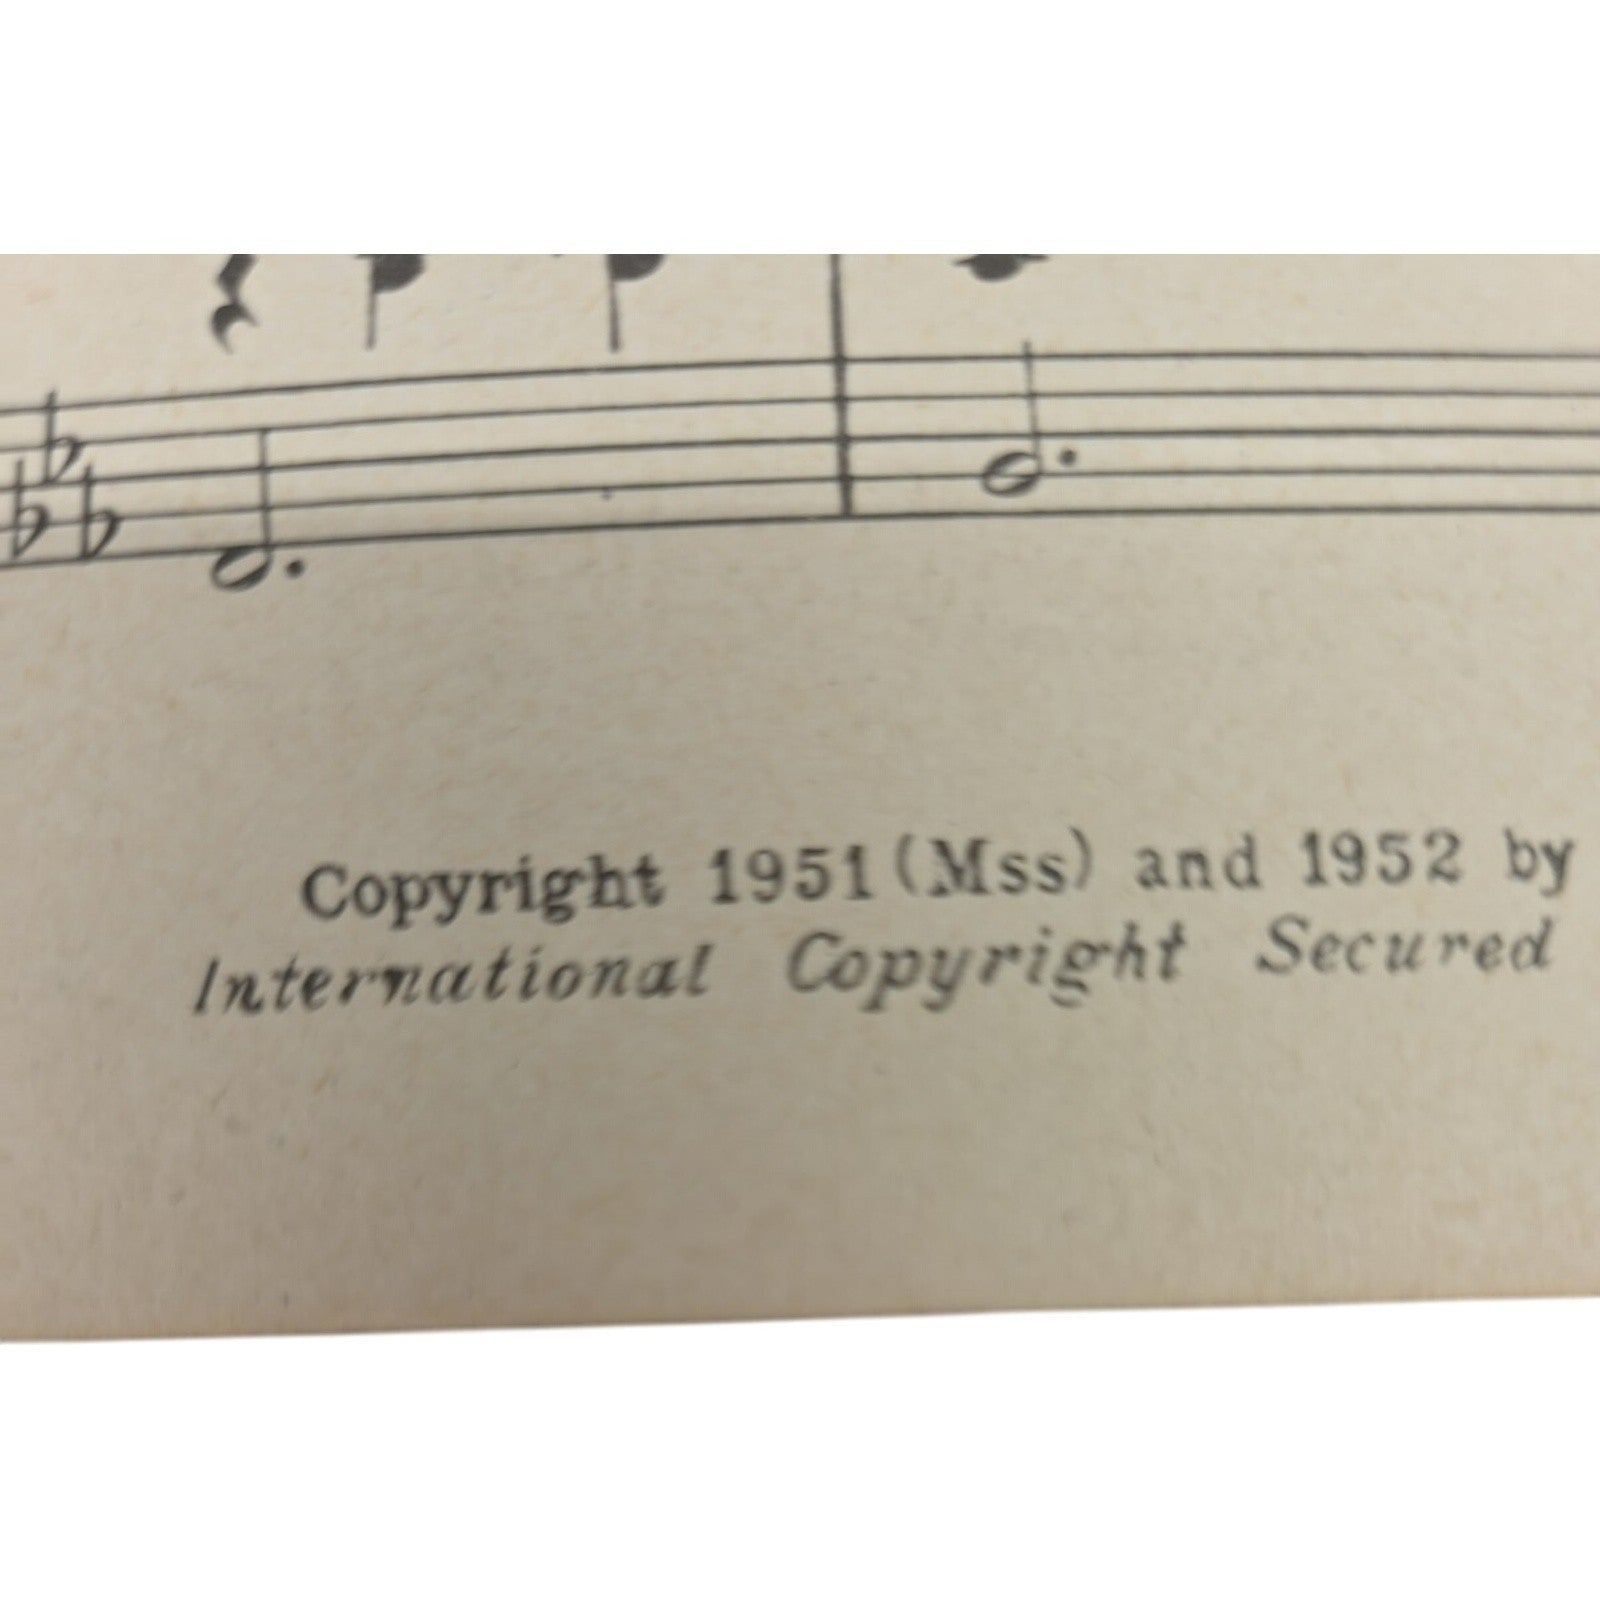 Copyright 1951 (Mss) and 1952 by
International Copyright Secured